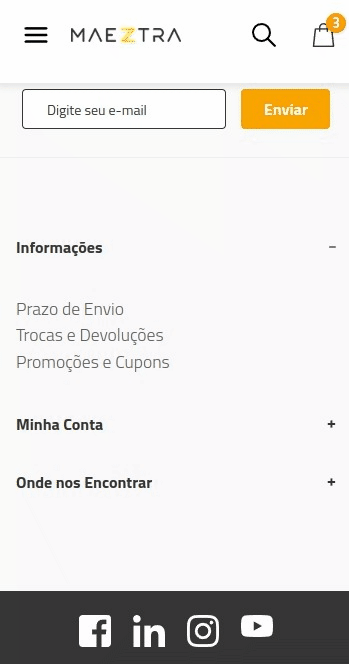 MAEZTRA
3
Digite seu e-mail
Enviar
Informações
–
Prazo de Envio
Trocas e Devoluções
Promoções e Cupons
Minha Conta +
Onde nos Encontrar +